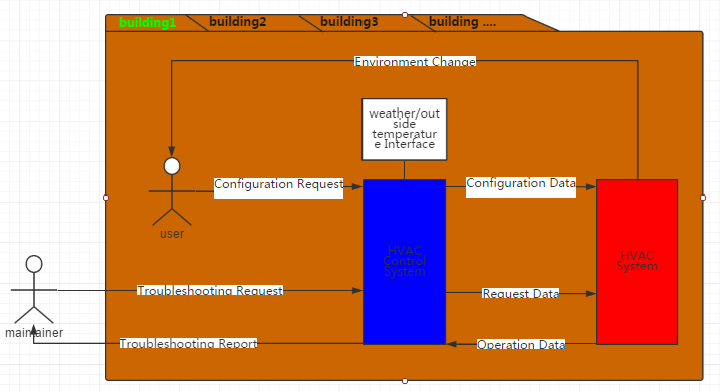 building1 building2 building3 building ....
Environment Change
weather/out
side
temperatur
e Interface
Configuration Request
Configuration Data
user
HVAC
Control
System
HVAC
System
Troubleshooting Request
Request Data
maintainer
Troubleshooting Report
Operation Data